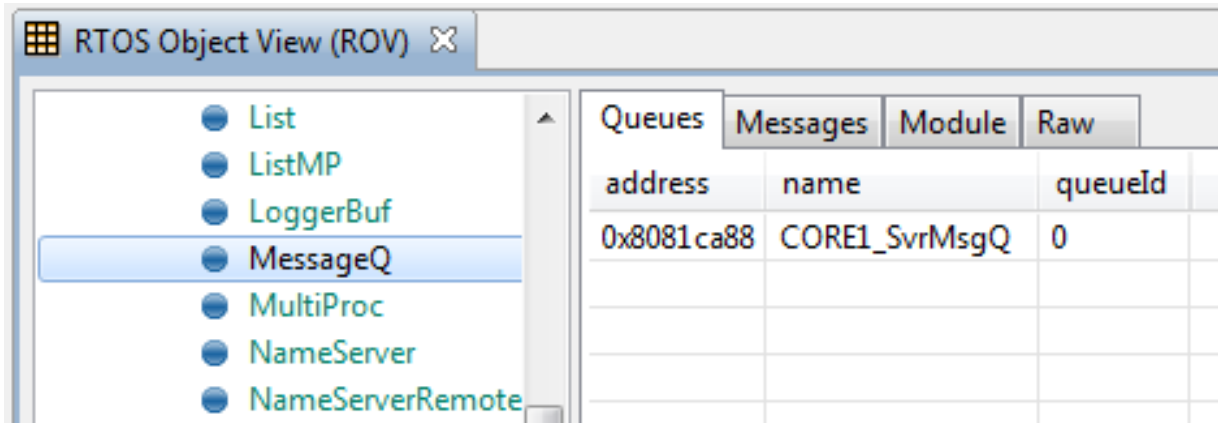 RTOS Object View (ROV)
List
ListMP
LoggerBuf
MessageQ
MultiProc
NameServer
NameServerRemote
Queues Messages Module Raw
address name queueId
0x8081ca88 CORE1_SvrMsgQ 0